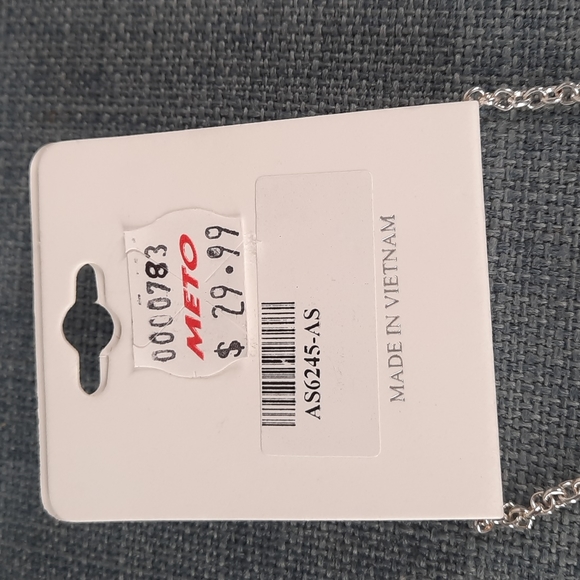 0000783
METO
$ 29.99
AS6245-AS
MADE IN VIETNAM